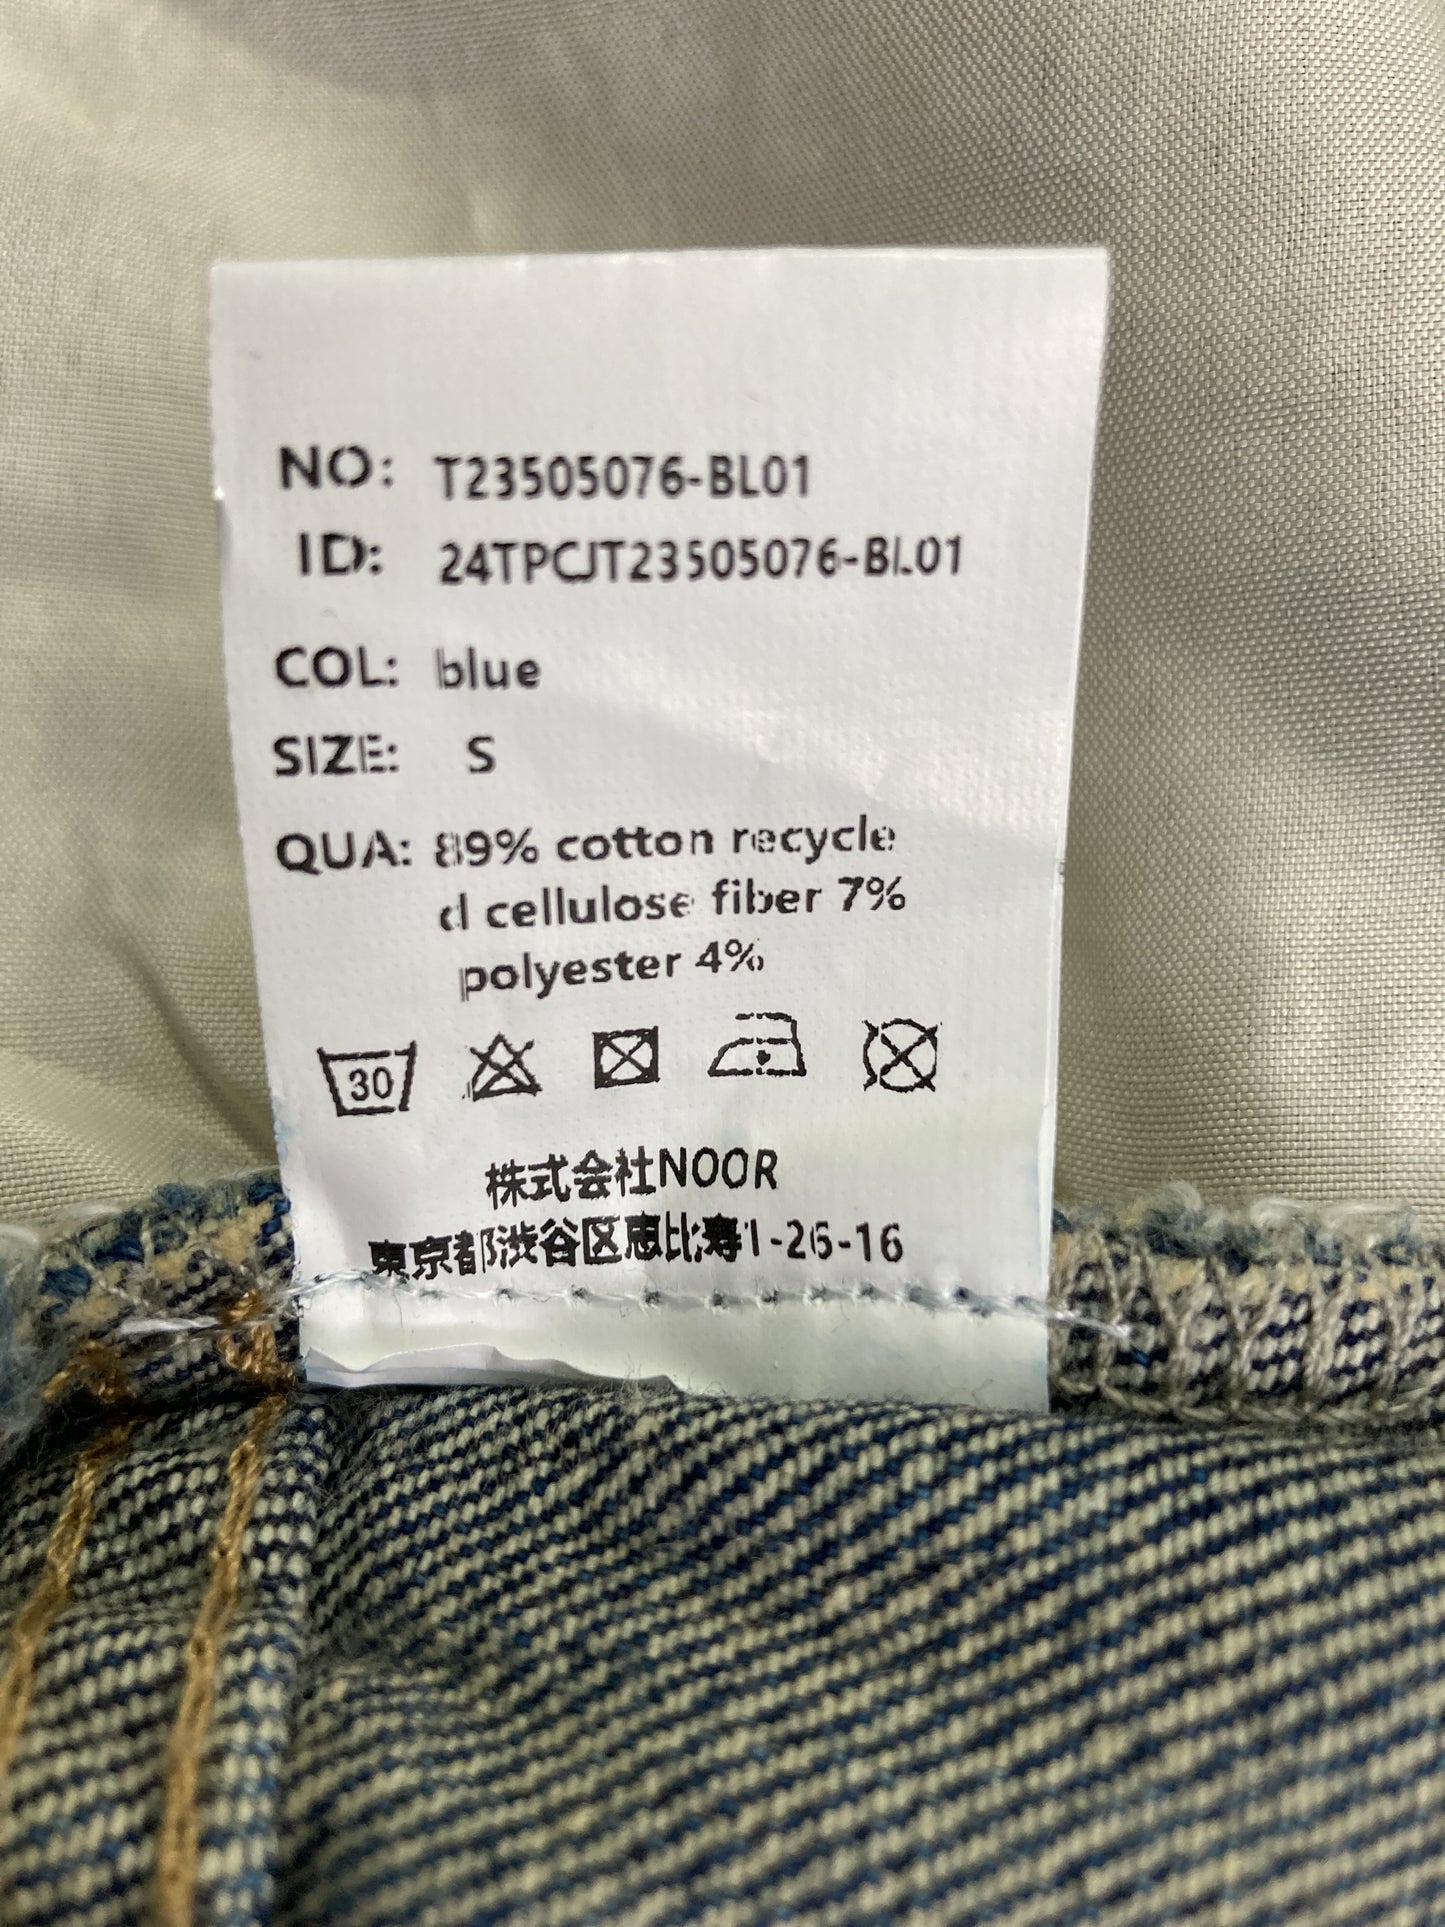 NO: T23505076-BL01
ID: 24TPCJT23505076-BL01
COL: blue
SIZE: S
QUA: 89% cotton recycle
d cellulose fiber 7%
polyester 4%
30
株式会社NOOR
東京都渋谷区恵比寿1-26-16